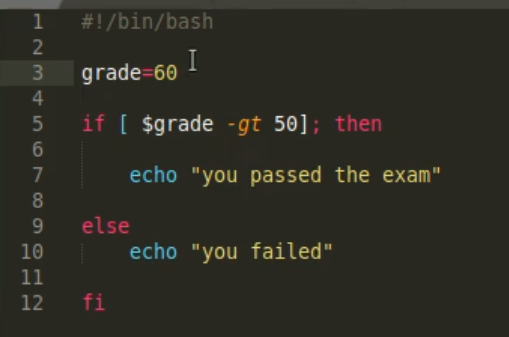 1 #!/bin/bash
2
3 grade=60
4
5 if [ $grade -gt 50]; then
6
7 echo "you passed the exam"
8
9 else
10 echo "you failed"
11
12 fi